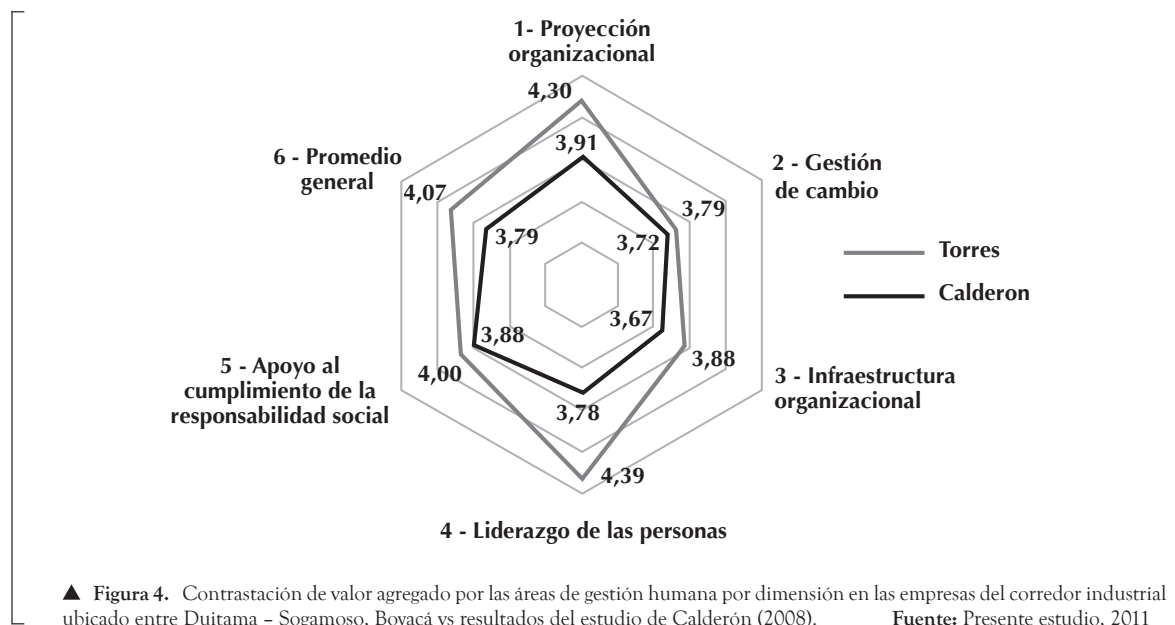 1- Proyección
organizacional
4,30
3,91
6 - Promedio
general
4,07
3,79
2 - Gestión
de cambio
3,79
3,72
Torres
Calderon
3,67
3,88
3 - Infraestructura
organizacional
3,88
4,00
5 - Apoyo al
cumplimiento de la
responsabilidad social
3,78
4,39
4 - Liderazgo de las personas
▲ Figura 4. Contrastación de valor agregado por las áreas de gestión humana por dimensión en las empresas del corredor industrial
ubicado entre Duitama – Sogamoso, Boyacá vs resultados del estudio de Calderón (2008). Fuente: Presente estudio, 2011